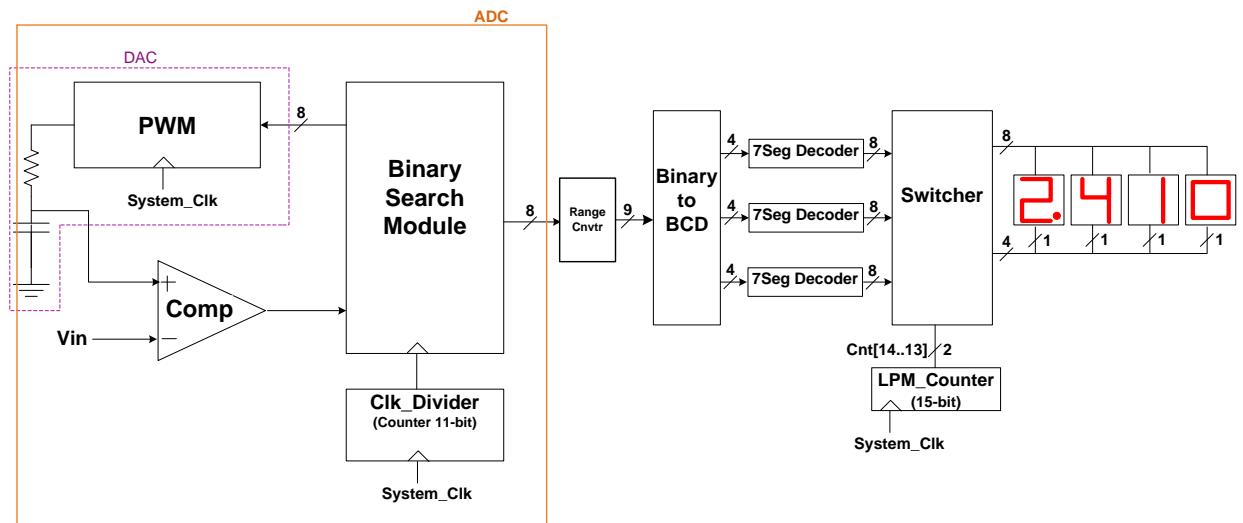 ADC
DAC
PWM
System_Clk
8
Binary
Search
Module
8
Range
Cnvtr
9
Binary
to
BCD
4
7Seg Decoder
8
4
7Seg Decoder
8
4
7Seg Decoder
8
Switcher
8
2.410
4
1
1
1
1
+
Comp
−
Vin
Clk_Divider
(Counter 11-bit)
System_Clk
Cnt[14..13]
2
LPM_Counter
(15-bit)
System_Clk